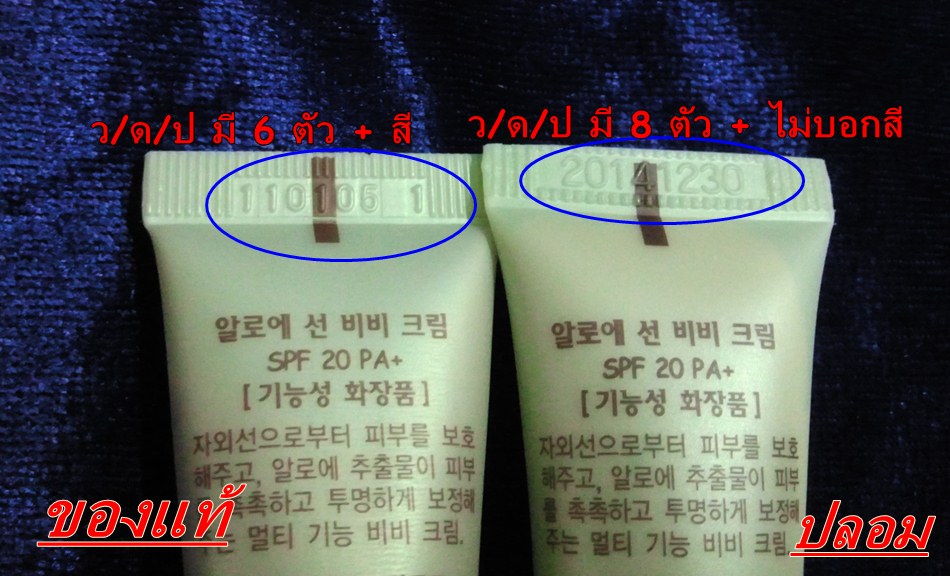 ว/ด/ป มี 6 ตัว + สี
ว/ด/ป มี 8 ตัว + ไม่บอกสี
110105 1
20141230
알로에 선 비비 크림
SPF 20 PA+
[기능성 화장품]
자외선으로부터 피부를 보호
해주고, 알로에 추출물이 피부
촉촉하고 투명하게 보정해
주는 멀티 기능 비비 크림.
ของแท้
알로에 선 비비 크림
SPF 20 PA+
[기능성 화장품]
자외선으로부터 피부를 보호
해주고, 알로에 추출물이 피부
를 촉촉하고 투명하게 보정해
주는 멀티 기능 비비 크림.
ปลอม